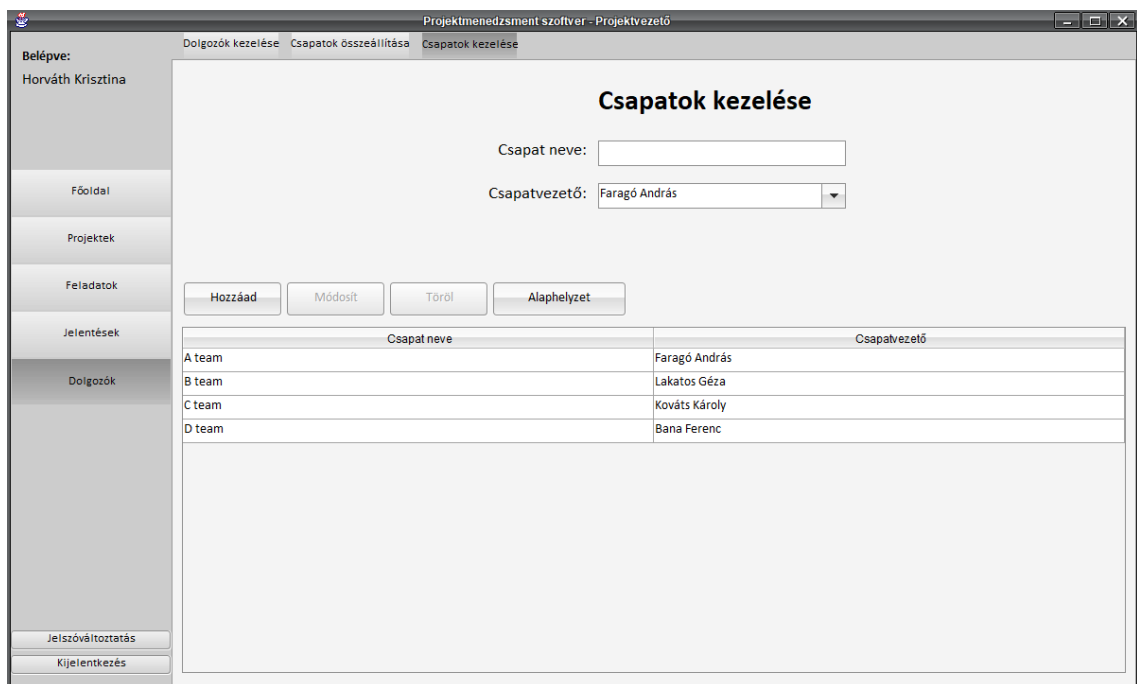 Projektmenedzsment szoftver - Projektvezető
Belépve:
Horváth Krisztina
Főoldal
Projektek
Feladatok
Jelentések
Dolgozók
Jelszóváltoztatás
Kijelentkezés
Dolgozók kezelése Csapatok összeállítása Csapatok kezelése
Csapatok kezelése
Csapat neve:
Csapatvezető: Faragó András
Hozzáad Módosít Töröl Alaphelyzet
Csapat neve Csapatvezető
A team Faragó András
B team Lakatos Géza
C team Kováts Károly
D team Bana Ferenc